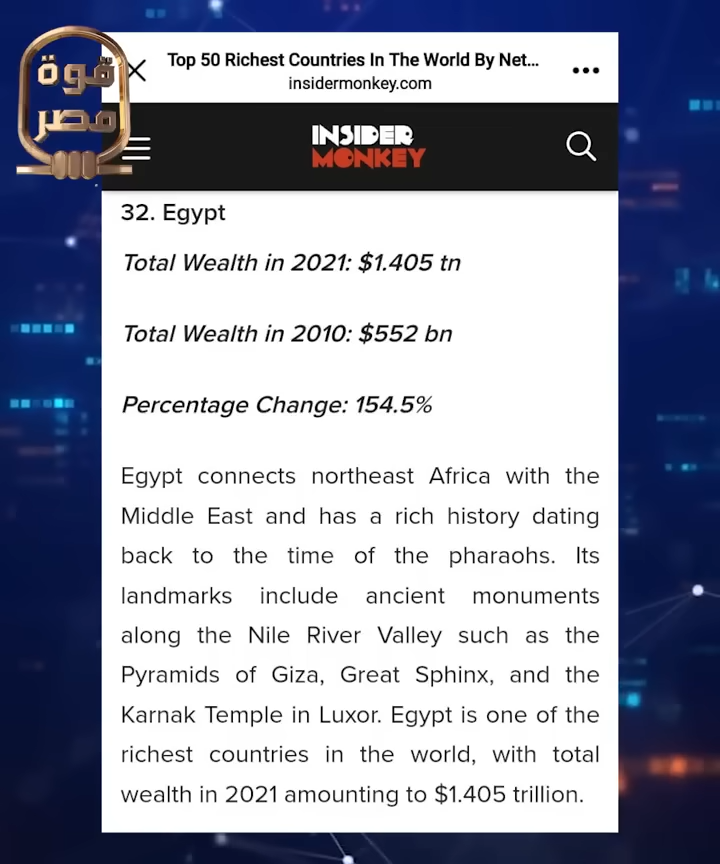 قوة
مصر
Top 50 Richest Countries In The World By Net...
insidermonkey.com
INSIDER
MONKEY
32. Egypt
Total Wealth in 2021: $1.405 tn
Total Wealth in 2010: $552 bn
Percentage Change: 154.5%
Egypt connects northeast Africa with the
Middle East and has a rich history dating
back to the time of the pharaohs. Its
landmarks include ancient monuments
along the Nile River Valley such as the
Pyramids of Giza, Great Sphinx, and the
Karnak Temple in Luxor. Egypt is one of the
richest countries in the world, with total
wealth in 2021 amounting to $1.405 trillion.